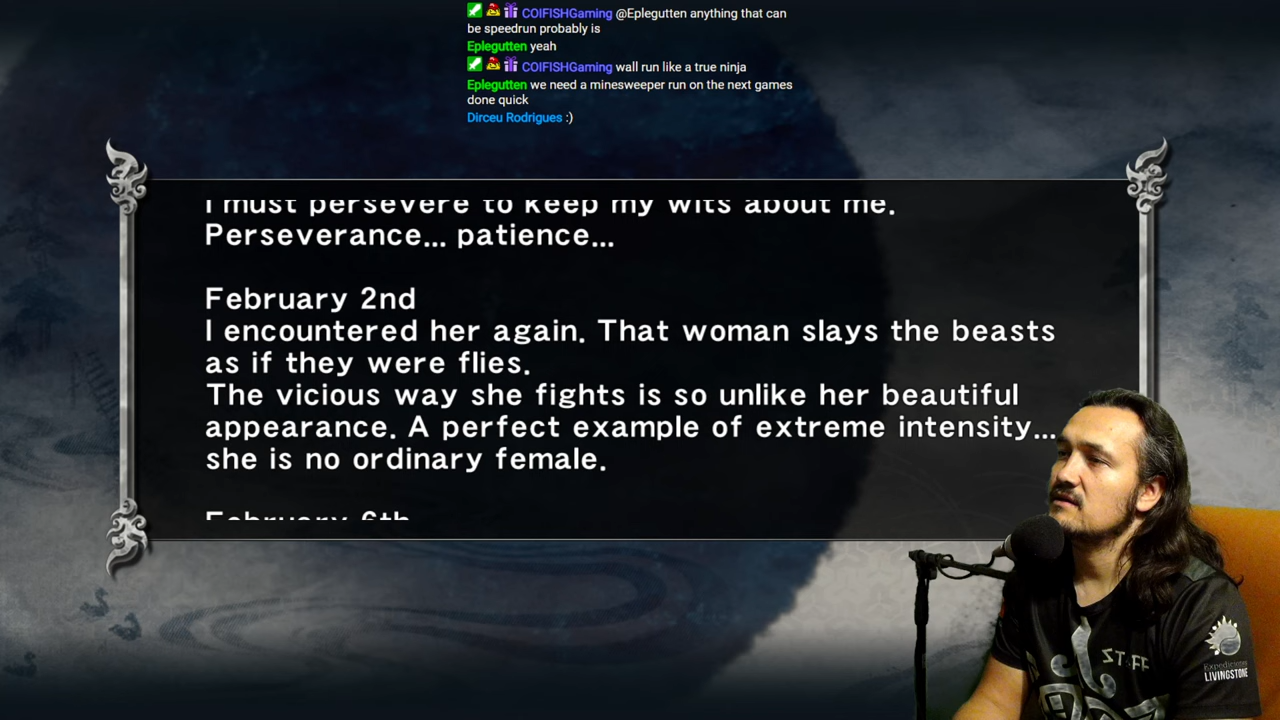 COIFISHGaming @Eplegutten anything that can
be speedrun probably is
Eplegutten yeah
COIFISHGaming wall run like a true ninja
Eplegutten we need a minesweeper run on the next games
done quick
Dirceu Rodrigues :)
I must persevere to keep my wits about me.
Perseverance... patience...
February 2nd
I encountered her again. That woman slays the beasts
as if they were flies.
The vicious way she fights is so unlike her beautiful
appearance. A perfect example of extreme intensity...
she is no ordinary female.
February 6th
STAFF
Expediciones
LIVINGSTONE